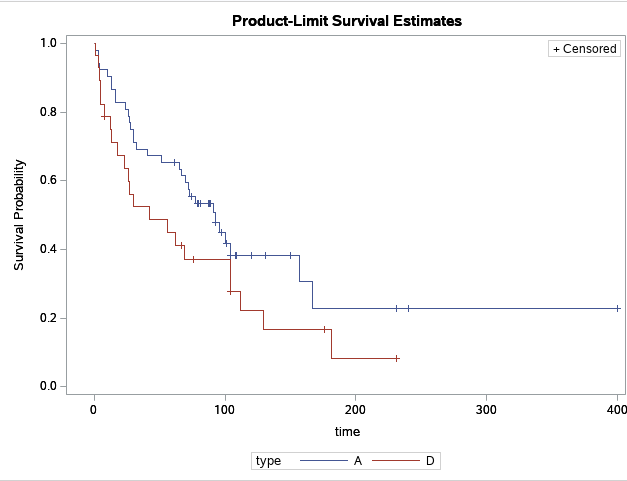 Product-Limit Survival Estimates
+ Censored
1.0
0.8
0.6
0.4
0.2
0.0
Survival Probability
0 100 200 300 400
time
type A D